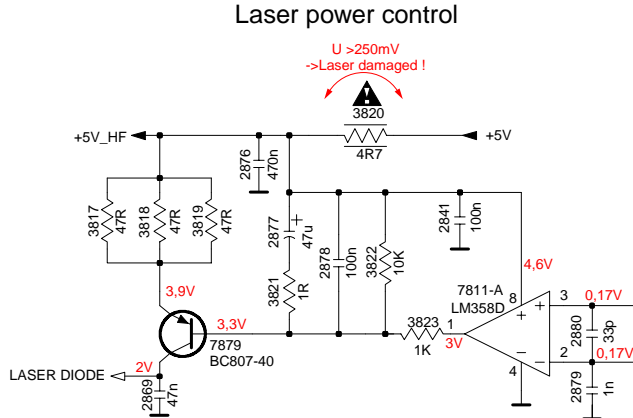 Laser power control
U >250mV
->Laser damaged !
3820
4R7
+5V_HF
+5V
2876
470n
3817
47R
3818
47R
3819
47R
2877
+
47u
2878
100n
3822
10K
2841
100n
3821
1R
4,6V
7811-A
LM358D
3,9V
3,3V
7879
BC807-40
3823
1K
1
3V
8
+
+
3
0,17V
2880
33p
−
−
2
0,17V
4
2879
1n
2V
LASER DIODE
2869
47n